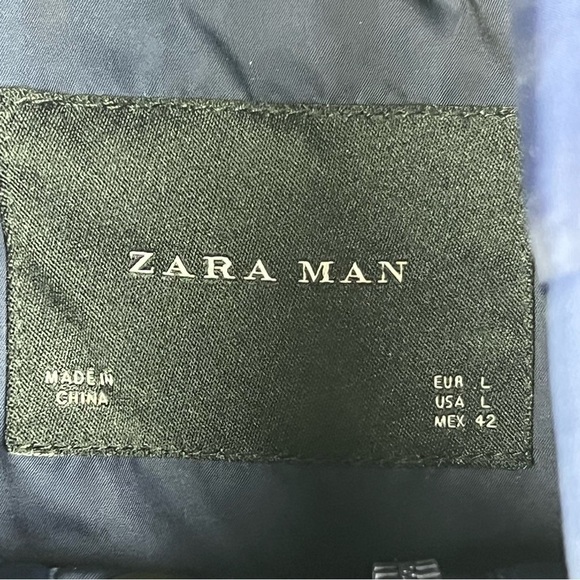 ZARA MAN
MADE IN
CHINA
EUR L
USA L
MEX 42